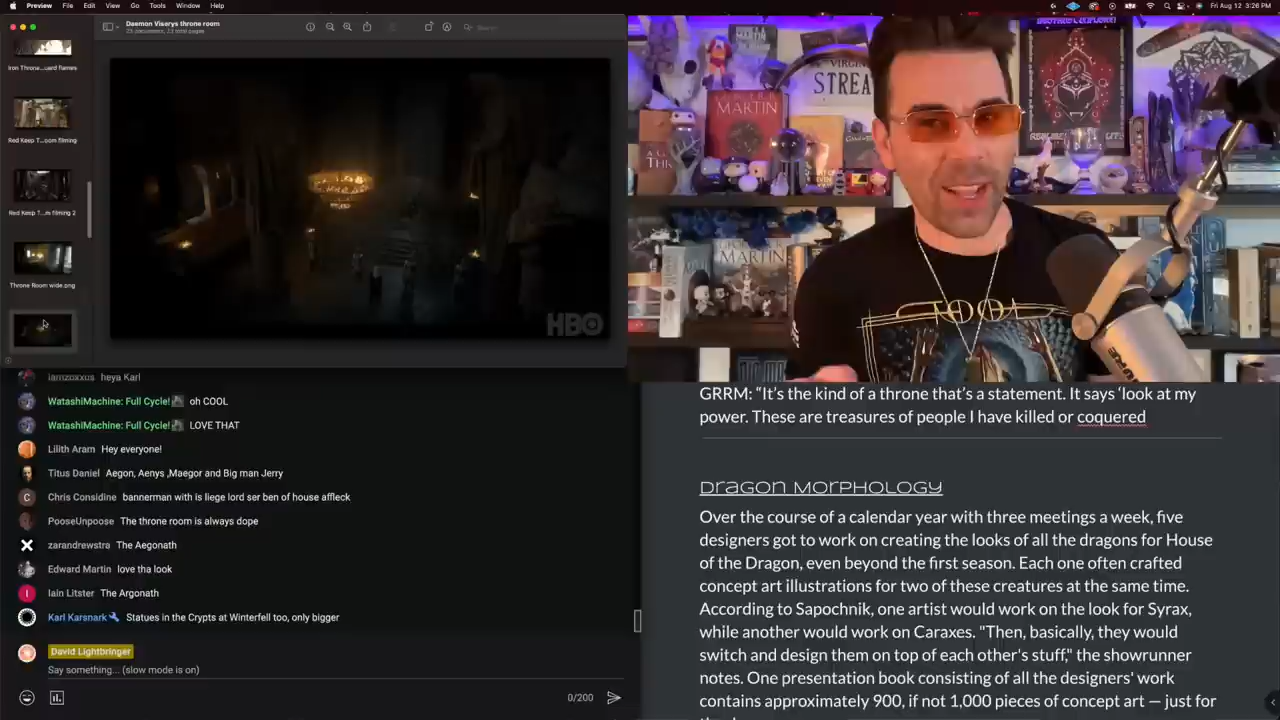 Preview File Edit View Go Tools Window Help
Fri Aug 12 3:26 PM
Daemon Viserys throne room
Search
Iron Throne...uard flames
Red Keep T...oom filming
Red Keep T...m filming 2
Throne Room wide.png
HBO
iamzoxxus heya Karl
WatashiMachine: Full Cycle! oh COOL
WatashiMachine: Full Cycle! LOVE THAT
Lilith Aram Hey everyone!
Titus Daniel Aegon, Aenys ,Maegor and Big man Jerry
C Chris Considine bannerman with is liege lord ser ben of house affleck
PooseUnpoose The throne room is always dope
zarandrewstra The Aegonath
Edward Martin love tha look
I Iain Litster The Argonath
Karl Karsnark Statues in the Crypts at Winterfell too, only bigger
David Lightbringer
Say something... (slow mode is on)
0/200
MARTIN
VIRGIN
STREA
MARTIN
A GA
THR
MARTIN
TOOL
GRRM: “It’s the kind of a throne that’s a statement. It says ‘look at my
power. These are treasures of people I have killed or coquered
Dragon Morphology
Over the course of a calendar year with three meetings a week, five
designers got to work on creating the looks of all the dragons for House
of the Dragon, even beyond the first season. Each one often crafted
concept art illustrations for two of these creatures at the same time.
According to Sapochnik, one artist would work on the look for Syrax,
while another would work on Caraxes. "Then, basically, they would
switch and design them on top of each other's stuff," the showrunner
notes. One presentation book consisting of all the designers' work
contains approximately 900, if not 1,000 pieces of concept art — just for